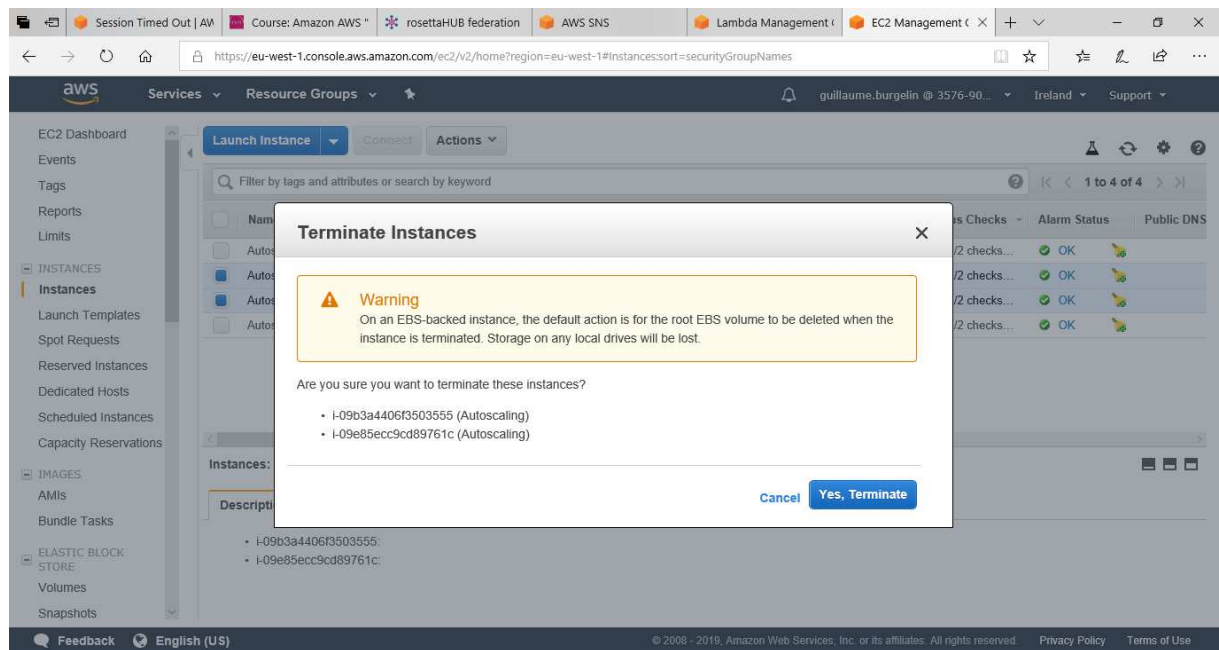 Session Timed Out | AW
Course: Amazon AWS "
rosettaHUB federation
AWS SNS
Lambda Management (
EC2 Management C
https://eu-west-1.console.aws.amazon.com/ec2/v2/home?region=eu-west-1#Instances:sort=securityGroupNames
aws Services Resource Groups guillaume.burgelin @ 3576-90... Ireland Support
EC2 Dashboard
Events
Tags
Reports
Limits
INSTANCES
Instances
Launch Templates
Spot Requests
Reserved Instances
Dedicated Hosts
Scheduled Instances
Capacity Reservations
IMAGES
AMIs
Bundle Tasks
ELASTIC BLOCK
STORE
Volumes
Snapshots
Launch Instance Connect Actions
Filter by tags and attributes or search by keyword 1 to 4 of 4
Nam us Checks Alarm Status Public DNS
Autos /2 checks... OK
Autos /2 checks... OK
Autos /2 checks... OK
Autos /2 checks... OK
Terminate Instances
Warning
On an EBS-backed instance, the default action is for the root EBS volume to be deleted when the
instance is terminated. Storage on any local drives will be lost.
Are you sure you want to terminate these instances?
• i-09b3a4406f3503555 (Autoscaling)
• i-09e85ecc9cd89761c (Autoscaling)
Cancel Yes, Terminate
Instances:
Descripti
• i-09b3a4406f3503555:
• i-09e85ecc9cd89761c:
Feedback English (US) © 2008 - 2019, Amazon Web Services, Inc. or its affiliates. All rights reserved. Privacy Policy Terms of Use